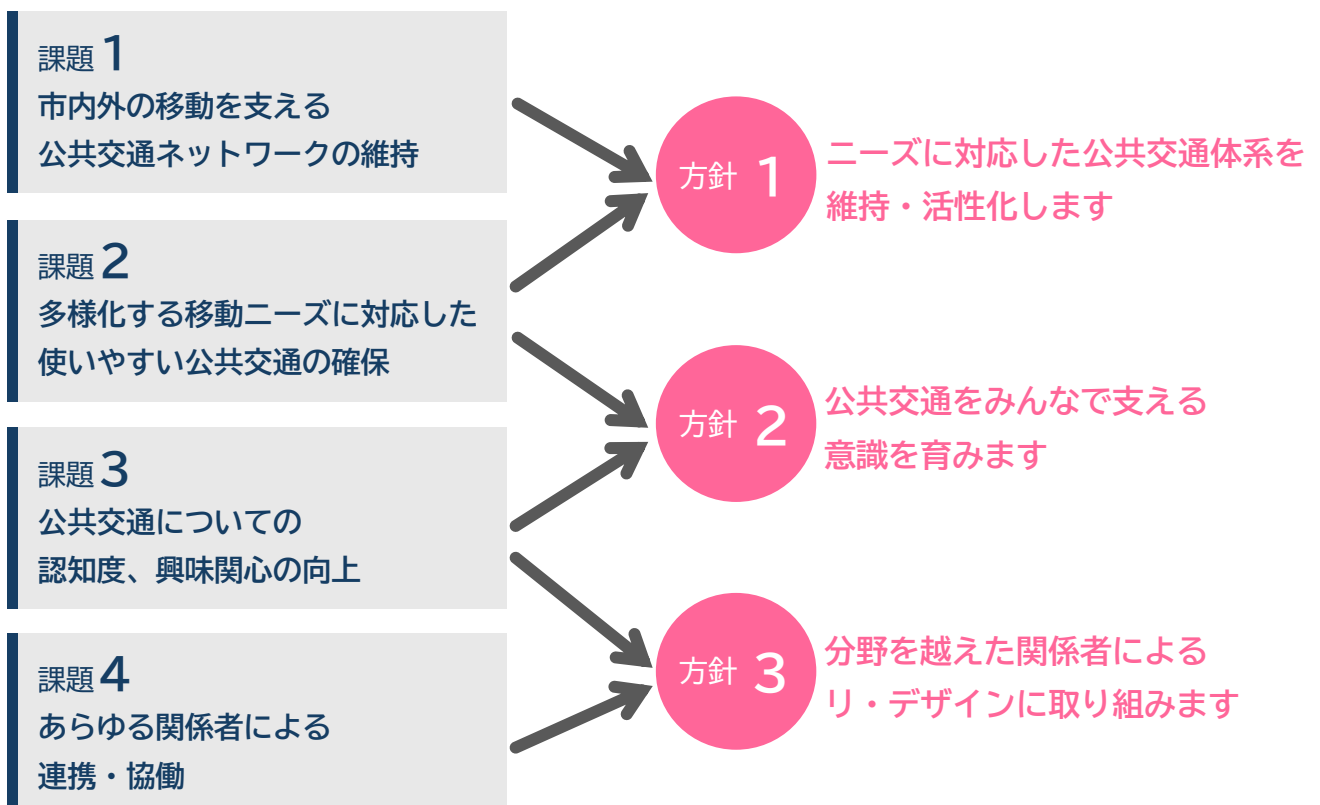 課題1
市内外の移動を支える
公共交通ネットワークの維持
課題2
多様化する移動ニーズに対応した
使いやすい公共交通の確保
課題3
公共交通についての
認知度、興味関心の向上
課題4
あらゆる関係者による
連携・協働
方針 1
ニーズに対応した公共交通体系を
維持・活性化します
方針 2
公共交通をみんなで支える
意識を育みます
方針 3
分野を越えた関係者による
リ・デザインに取り組みます